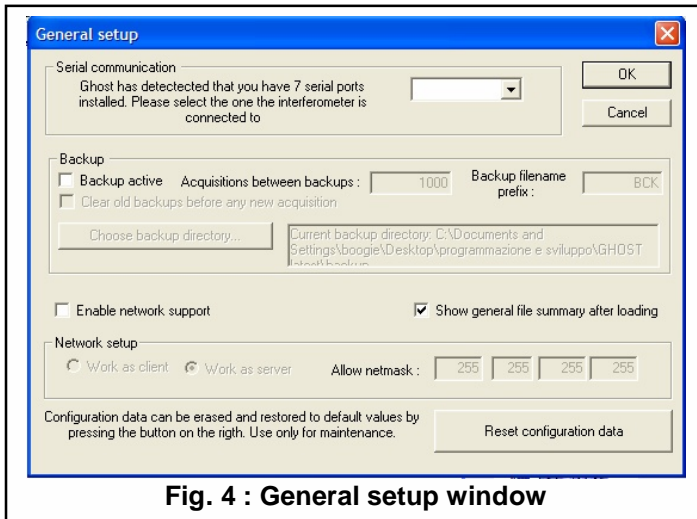 General setup
Serial communication
Ghost has detectected that you have 7 serial ports
installed. Please select the one the interferometer is
connected to
OK
Cancel
Backup
Backup active
Acquisitions between backups :
1000
Backup filename
prefix :
BCK
Clear old backups before any new acquisition
Choose backup directory...
Current backup directory: C:\Documents and
Settings\boogie\Desktop\programmazione e sviluppo\GHOST
latest\backup
Enable network support
Show general file summary after loading
Network setup
Work as client
Work as server
Allow netmask :
255
255
255
255
Configuration data can be erased and restored to default values by
pressing the button on the rigth. Use only for maintenance.
Reset configuration data
Fig. 4 : General setup window